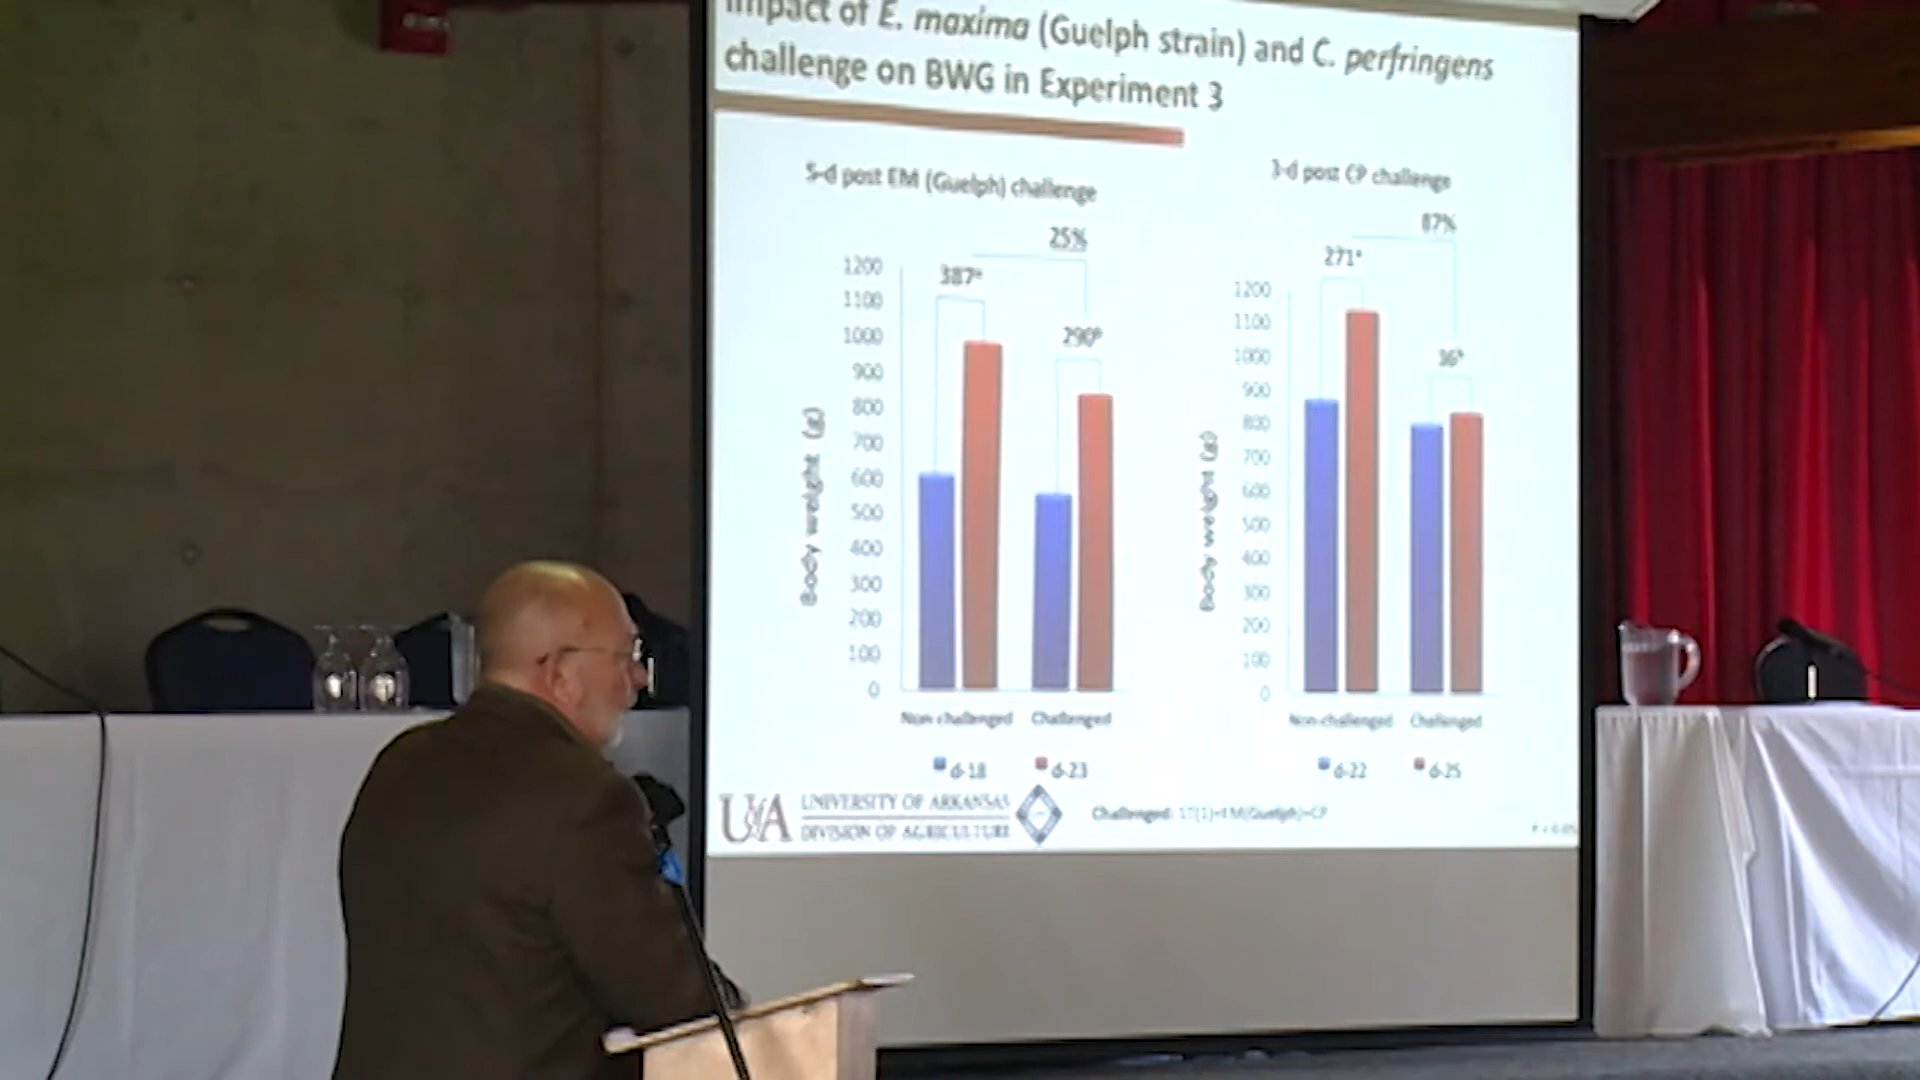 Impact of E. maxima (Guelph strain) and C. perfringens
challenge on BWG in Experiment 3
5-d post EM (Guelph) challenge
25%
387ᵃ
290ᵇ
1200
1100
1000
900
800
700
600
500
400
300
200
100
0
Body weight (g)
Non-challenged Challenged
d-18 d-23
3-d post CP challenge
87%
271ᵃ
36ᵇ
1200
1100
1000
900
800
700
600
500
400
300
200
100
0
Body weight (g)
Non-challenged Challenged
d-22 d-25
UofA
UNIVERSITY OF ARKANSAS
DIVISION OF AGRICULTURE
Challenged: